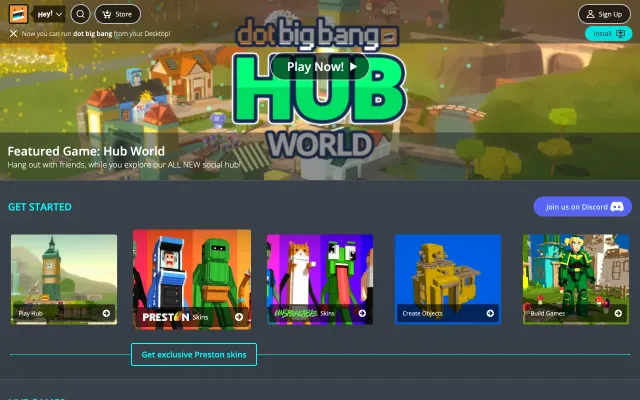 Hey!
Store
Sign Up
Now you can run dot big bang from your Desktop!
Install
dot big bang
HUB
WORLD
Play Now!
Featured Game: Hub World
Hang out with friends, while you explore our ALL NEW social hub!
GET STARTED
Join us on Discord
Play Hub
PRESTON Skins
UNSPEAKABLE Skins
Create Objects
Build Games
Get exclusive Preston skins